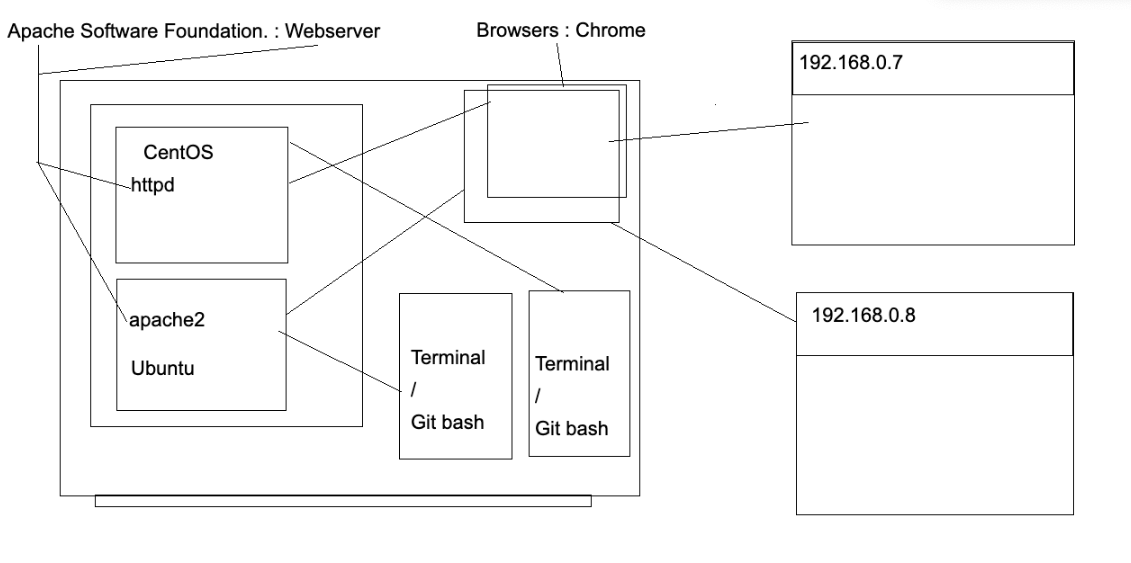 Apache Software Foundation. : Webserver
Browsers : Chrome
192.168.0.7
CentOS
httpd
apache2
Ubuntu
Terminal
/
Git bash
Terminal
/
Git bash
192.168.0.8